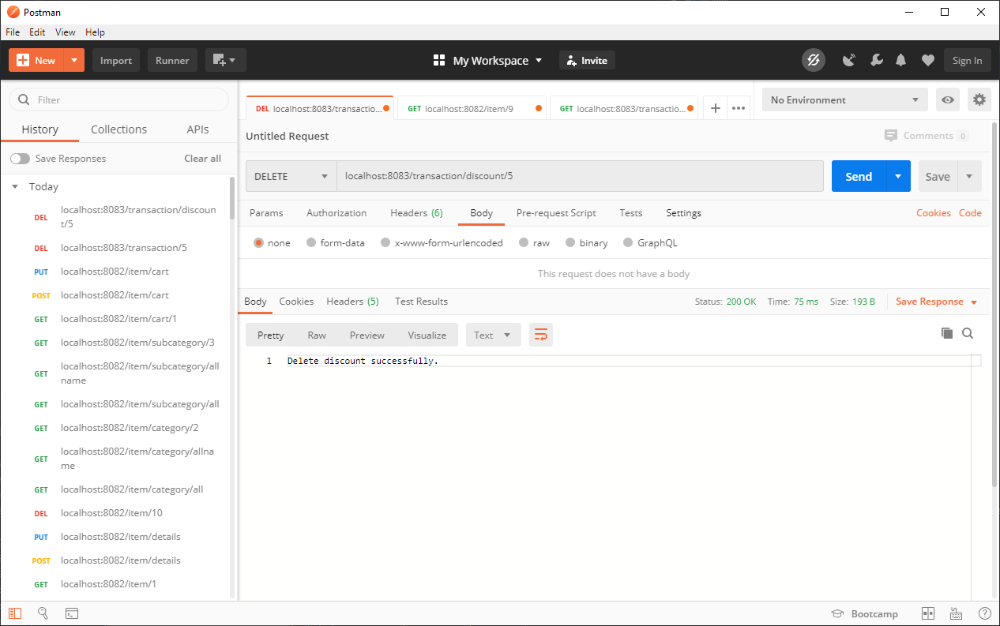 Postman
File Edit View Help
New Import Runner My Workspace Invite Sign In
Filter
History Collections APIs
Save Responses Clear all
Today
DEL localhost:8083/transaction/discoun
t/5
DEL localhost:8083/transaction/5
PUT localhost:8082/item/cart
POST localhost:8082/item/cart
GET localhost:8082/item/cart/1
GET localhost:8082/item/subcategory/3
GET localhost:8082/item/subcategory/all
name
GET localhost:8082/item/subcategory/all
GET localhost:8082/item/category/2
GET localhost:8082/item/category/allna
me
GET localhost:8082/item/category/all
DEL localhost:8082/item/10
PUT localhost:8082/item/details
POST localhost:8082/item/details
GET localhost:8082/item/1
DEL localhost:8083/transactio... GET localhost:8082/item/9 GET localhost:8083/transactio... + •••
No Environment
Untitled Request Comments 0
DELETE localhost:8083/transaction/discount/5 Send Save
Params Authorization Headers (6) Body Pre-request Script Tests Settings Cookies Code
none form-data x-www-form-urlencoded raw binary GraphQL
This request does not have a body
Body Cookies Headers (5) Test Results Status: 200 OK Time: 75 ms Size: 193 B Save Response
Pretty Raw Preview Visualize Text
1 Delete discount successfully.
Bootcamp ?